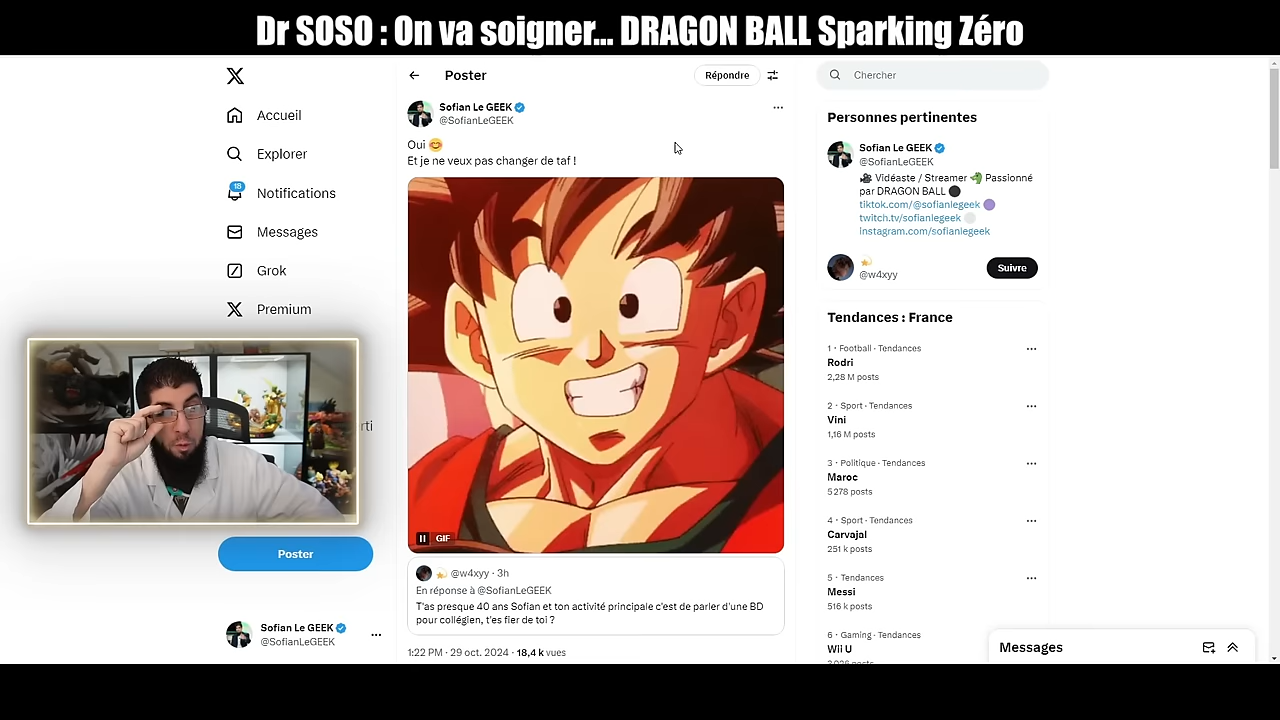 Dr SOSO : On va soigner... DRAGON BALL Sparking Zéro
Accueil
Explorer
18
Notifications
Messages
Grok
Premium
rti
Poster
Sofian Le GEEK
@SofianLeGEEK
Poster
Répondre
Sofian Le GEEK
@SofianLeGEEK
Oui 😊
Et je ne veux pas changer de taf !
GIF
@w4xyy · 3h
En réponse à @SofianLeGEEK
T'as presque 40 ans Sofian et ton activité principale c'est de parler d'une BD
pour collégien, t'es fier de toi ?
1:22 PM · 29 oct. 2024 · 18,4 k vues
Chercher
Personnes pertinentes
Sofian Le GEEK
@SofianLeGEEK
🎥 Vidéaste / Streamer 🐉 Passionné
par DRAGON BALL ⚫
tiktok.com/@sofianlegeek 🟣
twitch.tv/sofianlegeek ⚪
instagram.com/sofianlegeek
@w4xyy
Suivre
Tendances : France
1 · Football · Tendances
Rodri
2,28 M posts
2 · Sport · Tendances
Vini
1,16 M posts
3 · Politique · Tendances
Maroc
5 278 posts
4 · Sport · Tendances
Carvajal
251 k posts
5 · Tendances
Messi
516 k posts
6 · Gaming · Tendances
Wii U
Messages